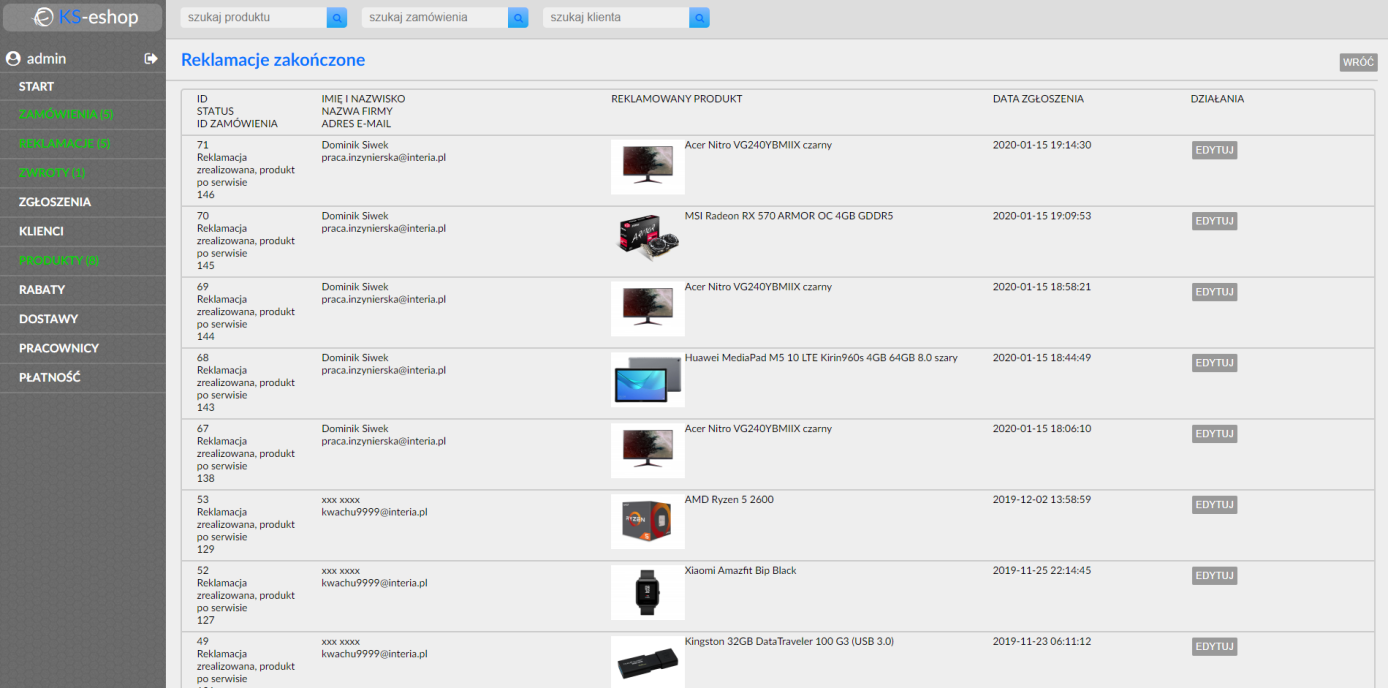 KS-eshop
szukaj produktu
szukaj zamówienia
szukaj klienta
admin
START
ZAMÓWIENIA (5)
REKLAMACJE (5)
ZWROTY (1)
ZGŁOSZENIA
KLIENCI
PRODUKTY (8)
RABATY
DOSTAWY
PRACOWNICY
PŁATNOŚĆ
Reklamacje zakończone
WRÓĆ
ID
STATUS
ID ZAMÓWIENIA
IMIĘ I NAZWISKO
NAZWA FIRMY
ADRES E-MAIL
REKLAMOWANY PRODUKT
DATA ZGŁOSZENIA
DZIAŁANIA
71
Reklamacja
zrealizowana, produkt
po serwisie
146
Dominik Siwek
praca.inzynierska@interia.pl
Acer Nitro VG240YBMIIX czarny
2020-01-15 19:14:30
EDYTUJ
70
Reklamacja
zrealizowana, produkt
po serwisie
145
Dominik Siwek
praca.inzynierska@interia.pl
MSI Radeon RX 570 ARMOR OC 4GB GDDR5
2020-01-15 19:09:53
EDYTUJ
69
Reklamacja
zrealizowana, produkt
po serwisie
144
Dominik Siwek
praca.inzynierska@interia.pl
Acer Nitro VG240YBMIIX czarny
2020-01-15 18:58:21
EDYTUJ
68
Reklamacja
zrealizowana, produkt
po serwisie
143
Dominik Siwek
praca.inzynierska@interia.pl
Huawei MediaPad M5 10 LTE Kirin960s 4GB 64GB 8.0 szary
2020-01-15 18:44:49
EDYTUJ
67
Reklamacja
zrealizowana, produkt
po serwisie
138
Dominik Siwek
praca.inzynierska@interia.pl
Acer Nitro VG240YBMIIX czarny
2020-01-15 18:06:10
EDYTUJ
53
Reklamacja
zrealizowana, produkt
po serwisie
129
xxx xxxx
kwachu9999@interia.pl
RYZEN
AMD Ryzen 5 2600
2019-12-02 13:58:59
EDYTUJ
52
Reklamacja
zrealizowana, produkt
po serwisie
127
xxx xxxx
kwachu9999@interia.pl
Xiaomi Amazfit Bip Black
2019-11-25 22:14:45
EDYTUJ
49
Reklamacja
zrealizowana, produkt
po serwisie
xxx xxxx
kwachu9999@interia.pl
Kingston 32GB DataTraveler 100 G3 (USB 3.0)
2019-11-23 06:11:12
EDYTUJ